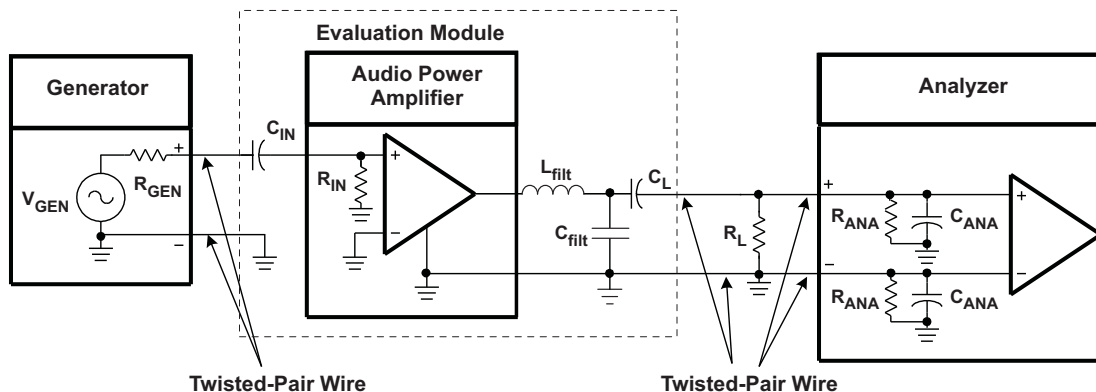 Evaluation Module
Generator
Audio Power
Amplifier
Analyzer
C_IN
+
R_GEN
V_GEN
−
R_IN
+
−
L_filt
C_L
C_filt
R_L
+
R_ANA
C_ANA
+
−
R_ANA
C_ANA
−
Twisted-Pair Wire
Twisted-Pair Wire